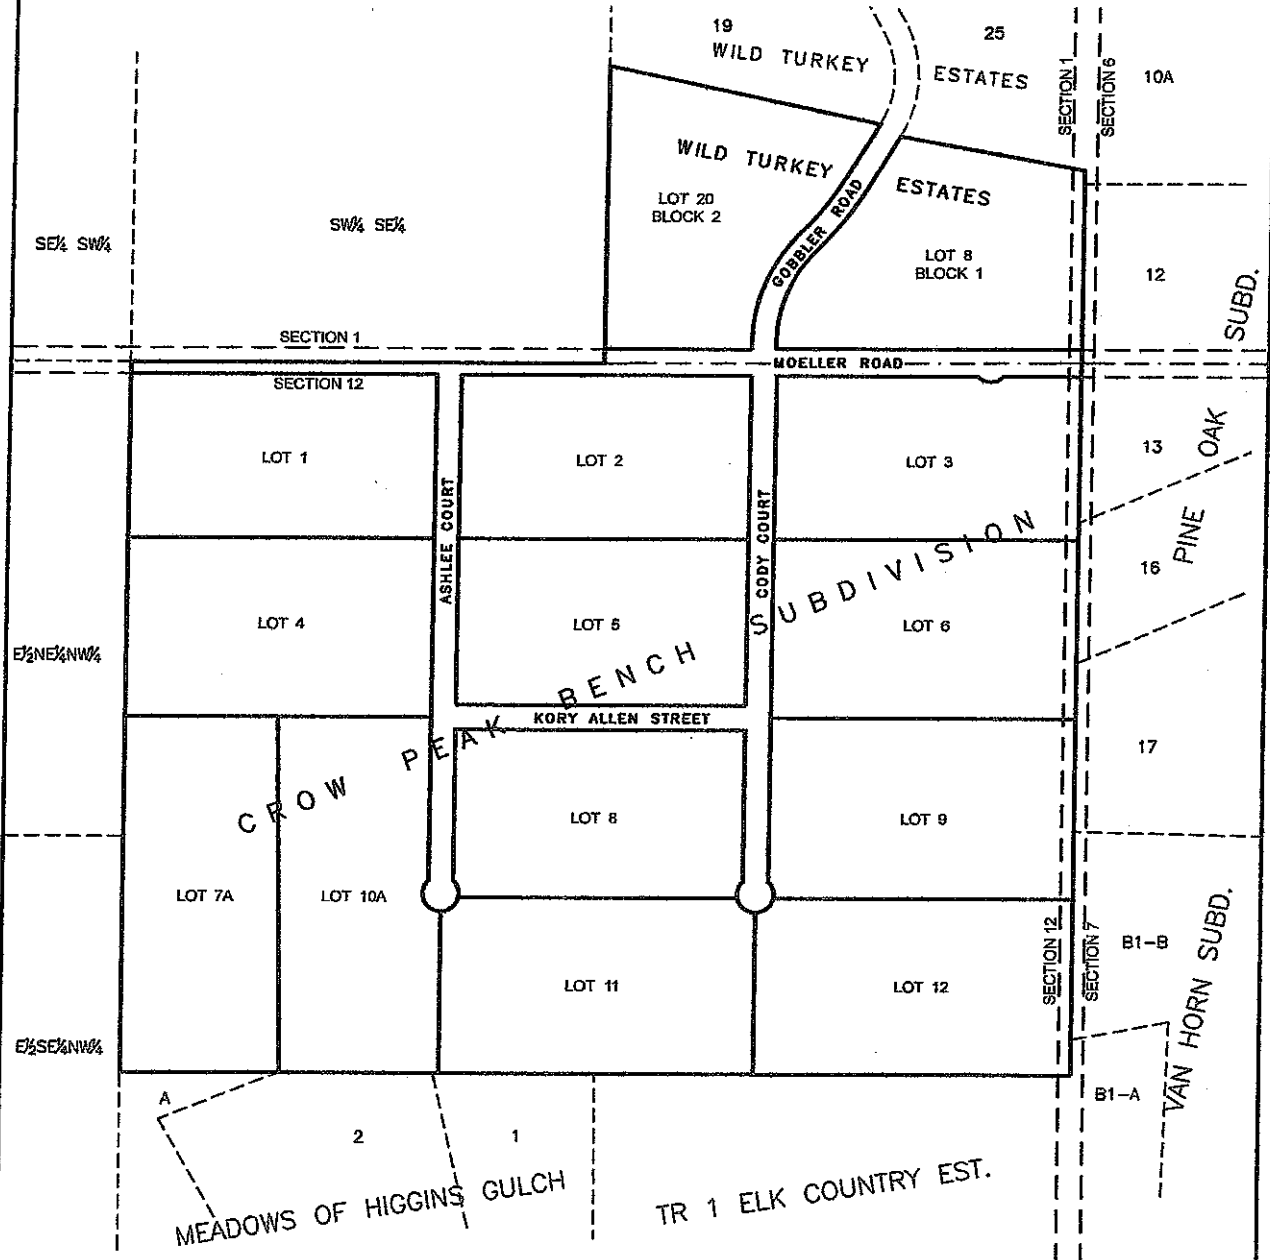 19
25
WILD TURKEY ESTATES
SECTION 1
SECTION 6
10A
WILD TURKEY ESTATES
LOT 20
BLOCK 2
GOBBLER ROAD
LOT 8
BLOCK 1
SE¼ SW¼
SW¼ SE¼
12
SUBD.
SECTION 1
MOELLER ROAD
SECTION 12
LOT 1
LOT 2
LOT 3
13
OAK
ASHLEE COURT
CODY COURT
PINE
16
LOT 4
LOT 5
LOT 6
E½NE¼NW¼
CROW PEAK BENCH SUBDIVISION
KORY ALLEN STREET
17
LOT 8
LOT 9
LOT 7A
LOT 10A
SECTION 12
SECTION 7
B1-B
VAN HORN SUBD.
LOT 11
LOT 12
E½SE¼NW¼
A
B1-A
2
1
MEADOWS OF HIGGINS GULCH
TR 1 ELK COUNTRY EST.